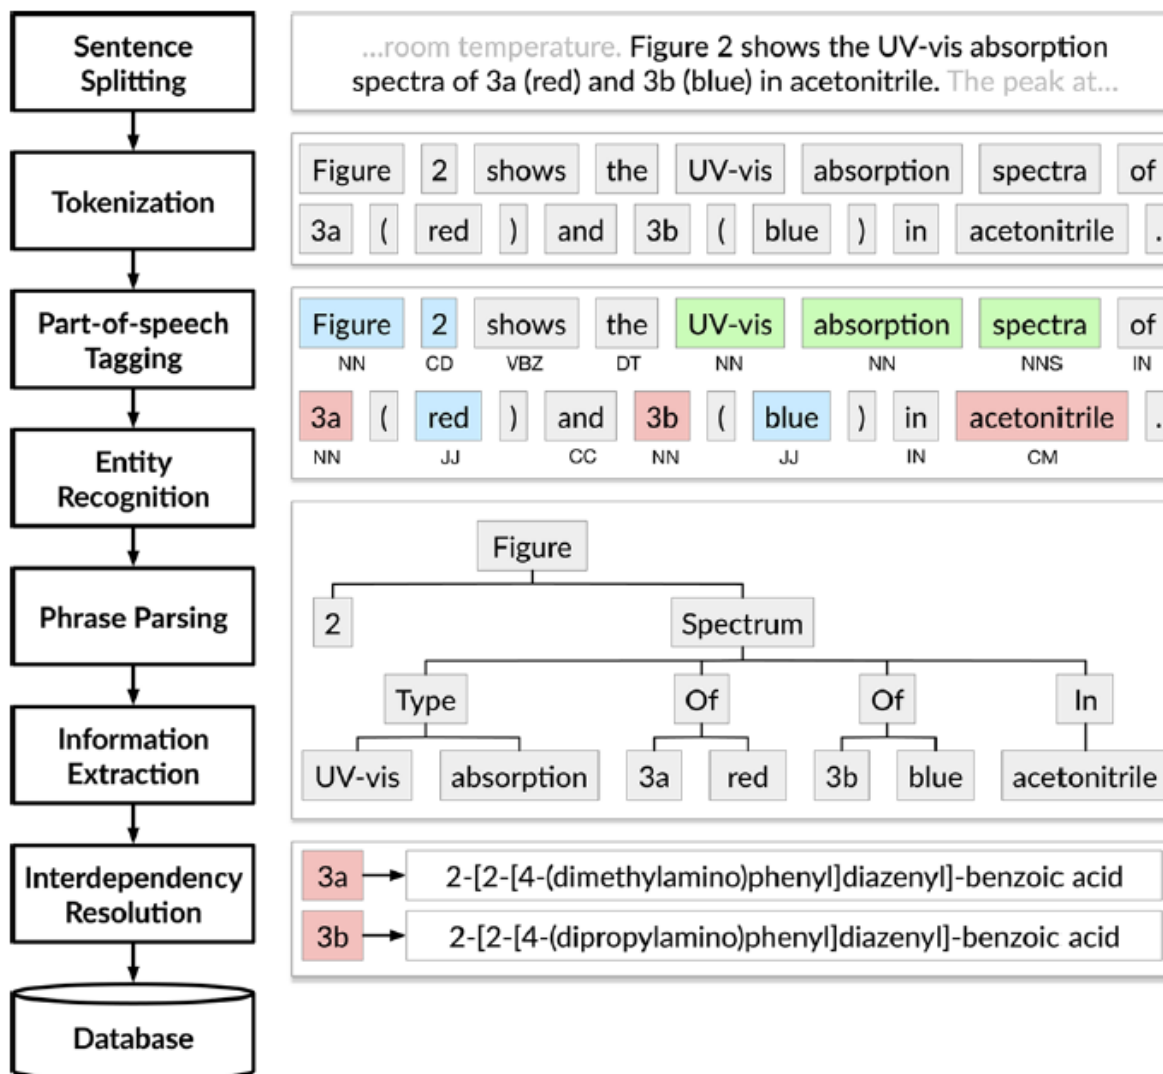 Sentence
Splitting
...room temperature. Figure 2 shows the UV-vis absorption
spectra of 3a (red) and 3b (blue) in acetonitrile. The peak at...
Tokenization
Figure 2 shows the UV-vis absorption spectra of
3a ( red ) and 3b ( blue ) in acetonitrile .
Part-of-speech
Tagging
Figure 2 shows the UV-vis absorption spectra of
NN CD VBZ DT NN NN NNS IN
3a ( red ) and 3b ( blue ) in acetonitrile .
NN JJ CC NN JJ IN CM
Entity
Recognition
Phrase Parsing
Figure
2 Spectrum
Type Of Of In
UV-vis absorption 3a red 3b blue acetonitrile
Information
Extraction
Interdependency
Resolution
3a 2-[2-[4-(dimethylamino)phenyl]diazenyl]-benzoic acid
3b 2-[2-[4-(dipropylamino)phenyl]diazenyl]-benzoic acid
Database